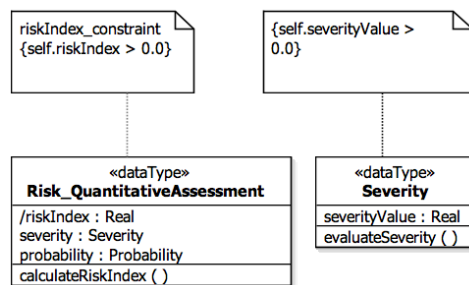 riskIndex_constraint
{self.riskIndex > 0.0}
{self.severityValue >
0.0}
«dataType»
Risk_QuantitativeAssessment
/riskIndex : Real
severity : Severity
probability : Probability
calculateRiskIndex ( )
«dataType»
Severity
severityValue : Real
evaluateSeverity ( )